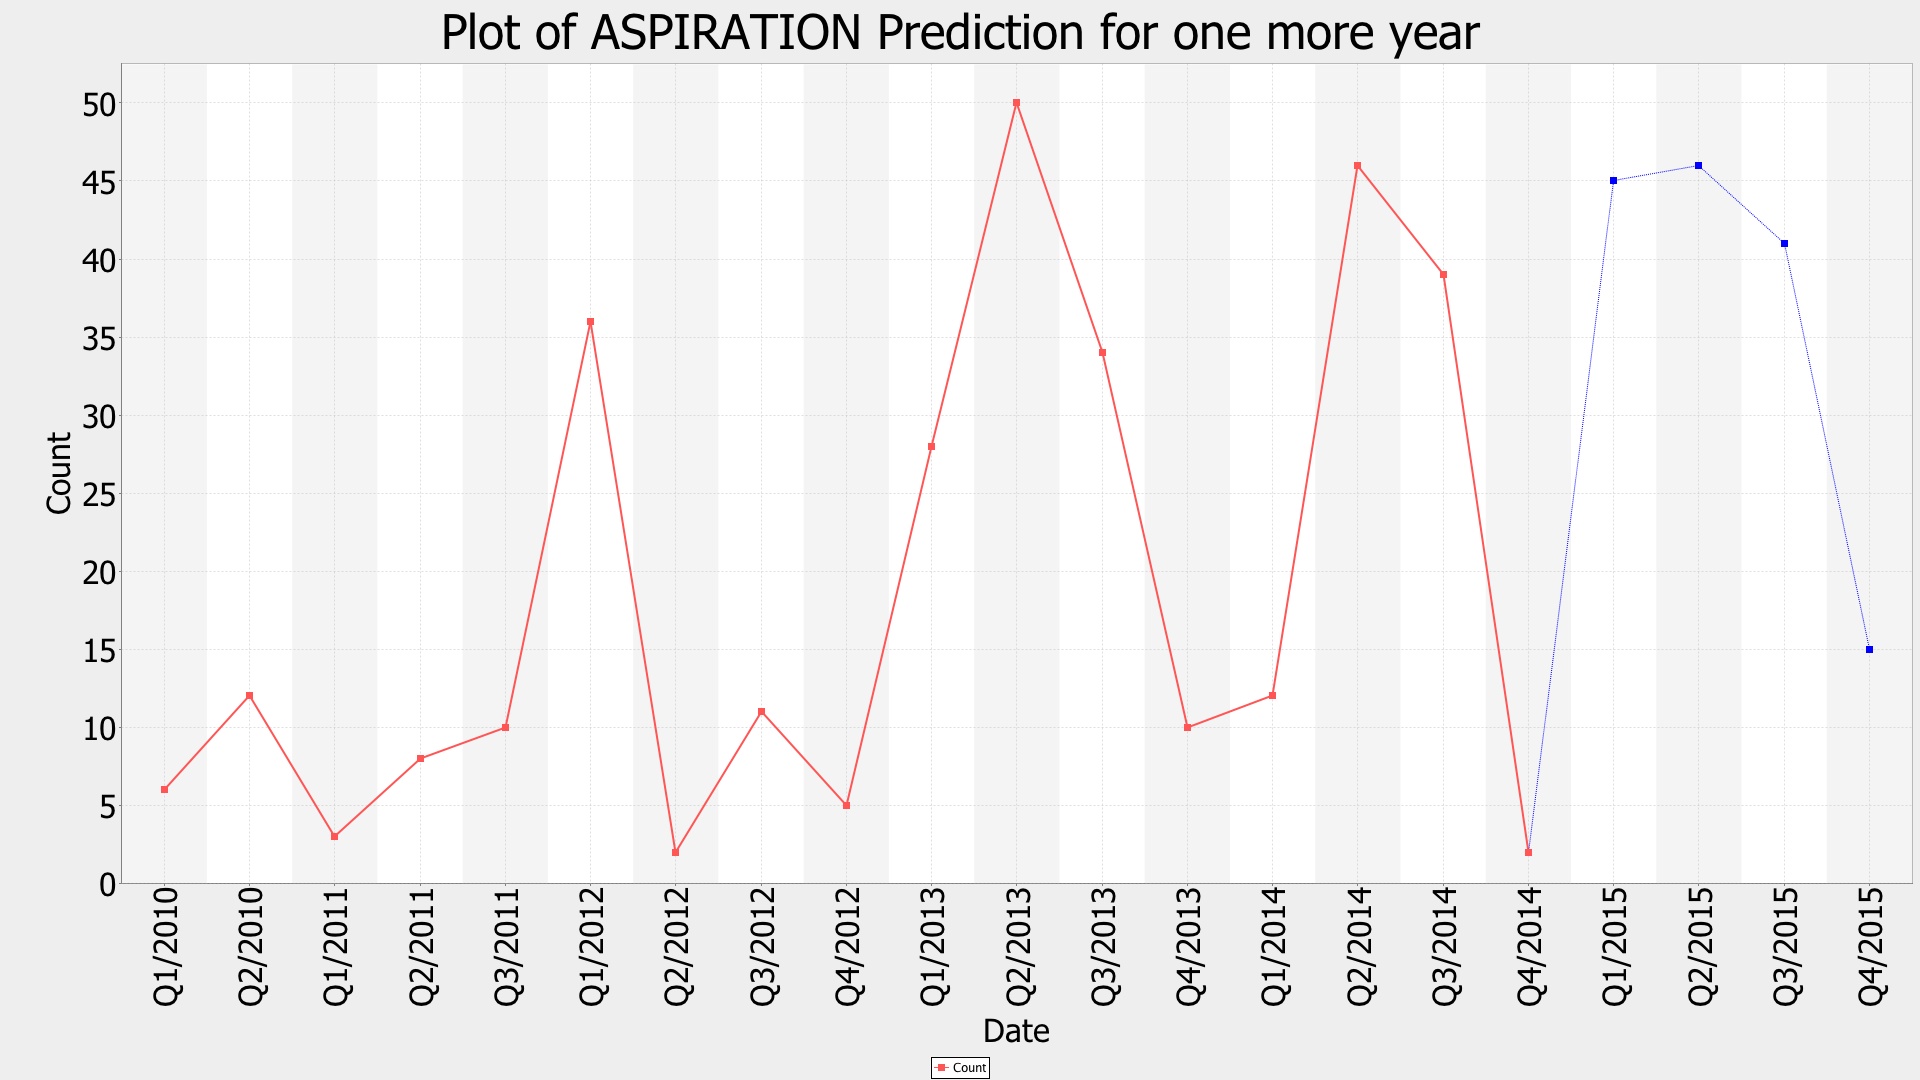 Plot of ASPIRATION Prediction for one more year
50
45
40
35
30
25
20
15
10
5
0
Count
Q1/2010
Q2/2010
Q1/2011
Q2/2011
Q3/2011
Q1/2012
Q2/2012
Q3/2012
Q4/2012
Q1/2013
Q2/2013
Q3/2013
Q4/2013
Q1/2014
Q2/2014
Q3/2014
Q4/2014
Q1/2015
Q2/2015
Q3/2015
Q4/2015
Date
Count